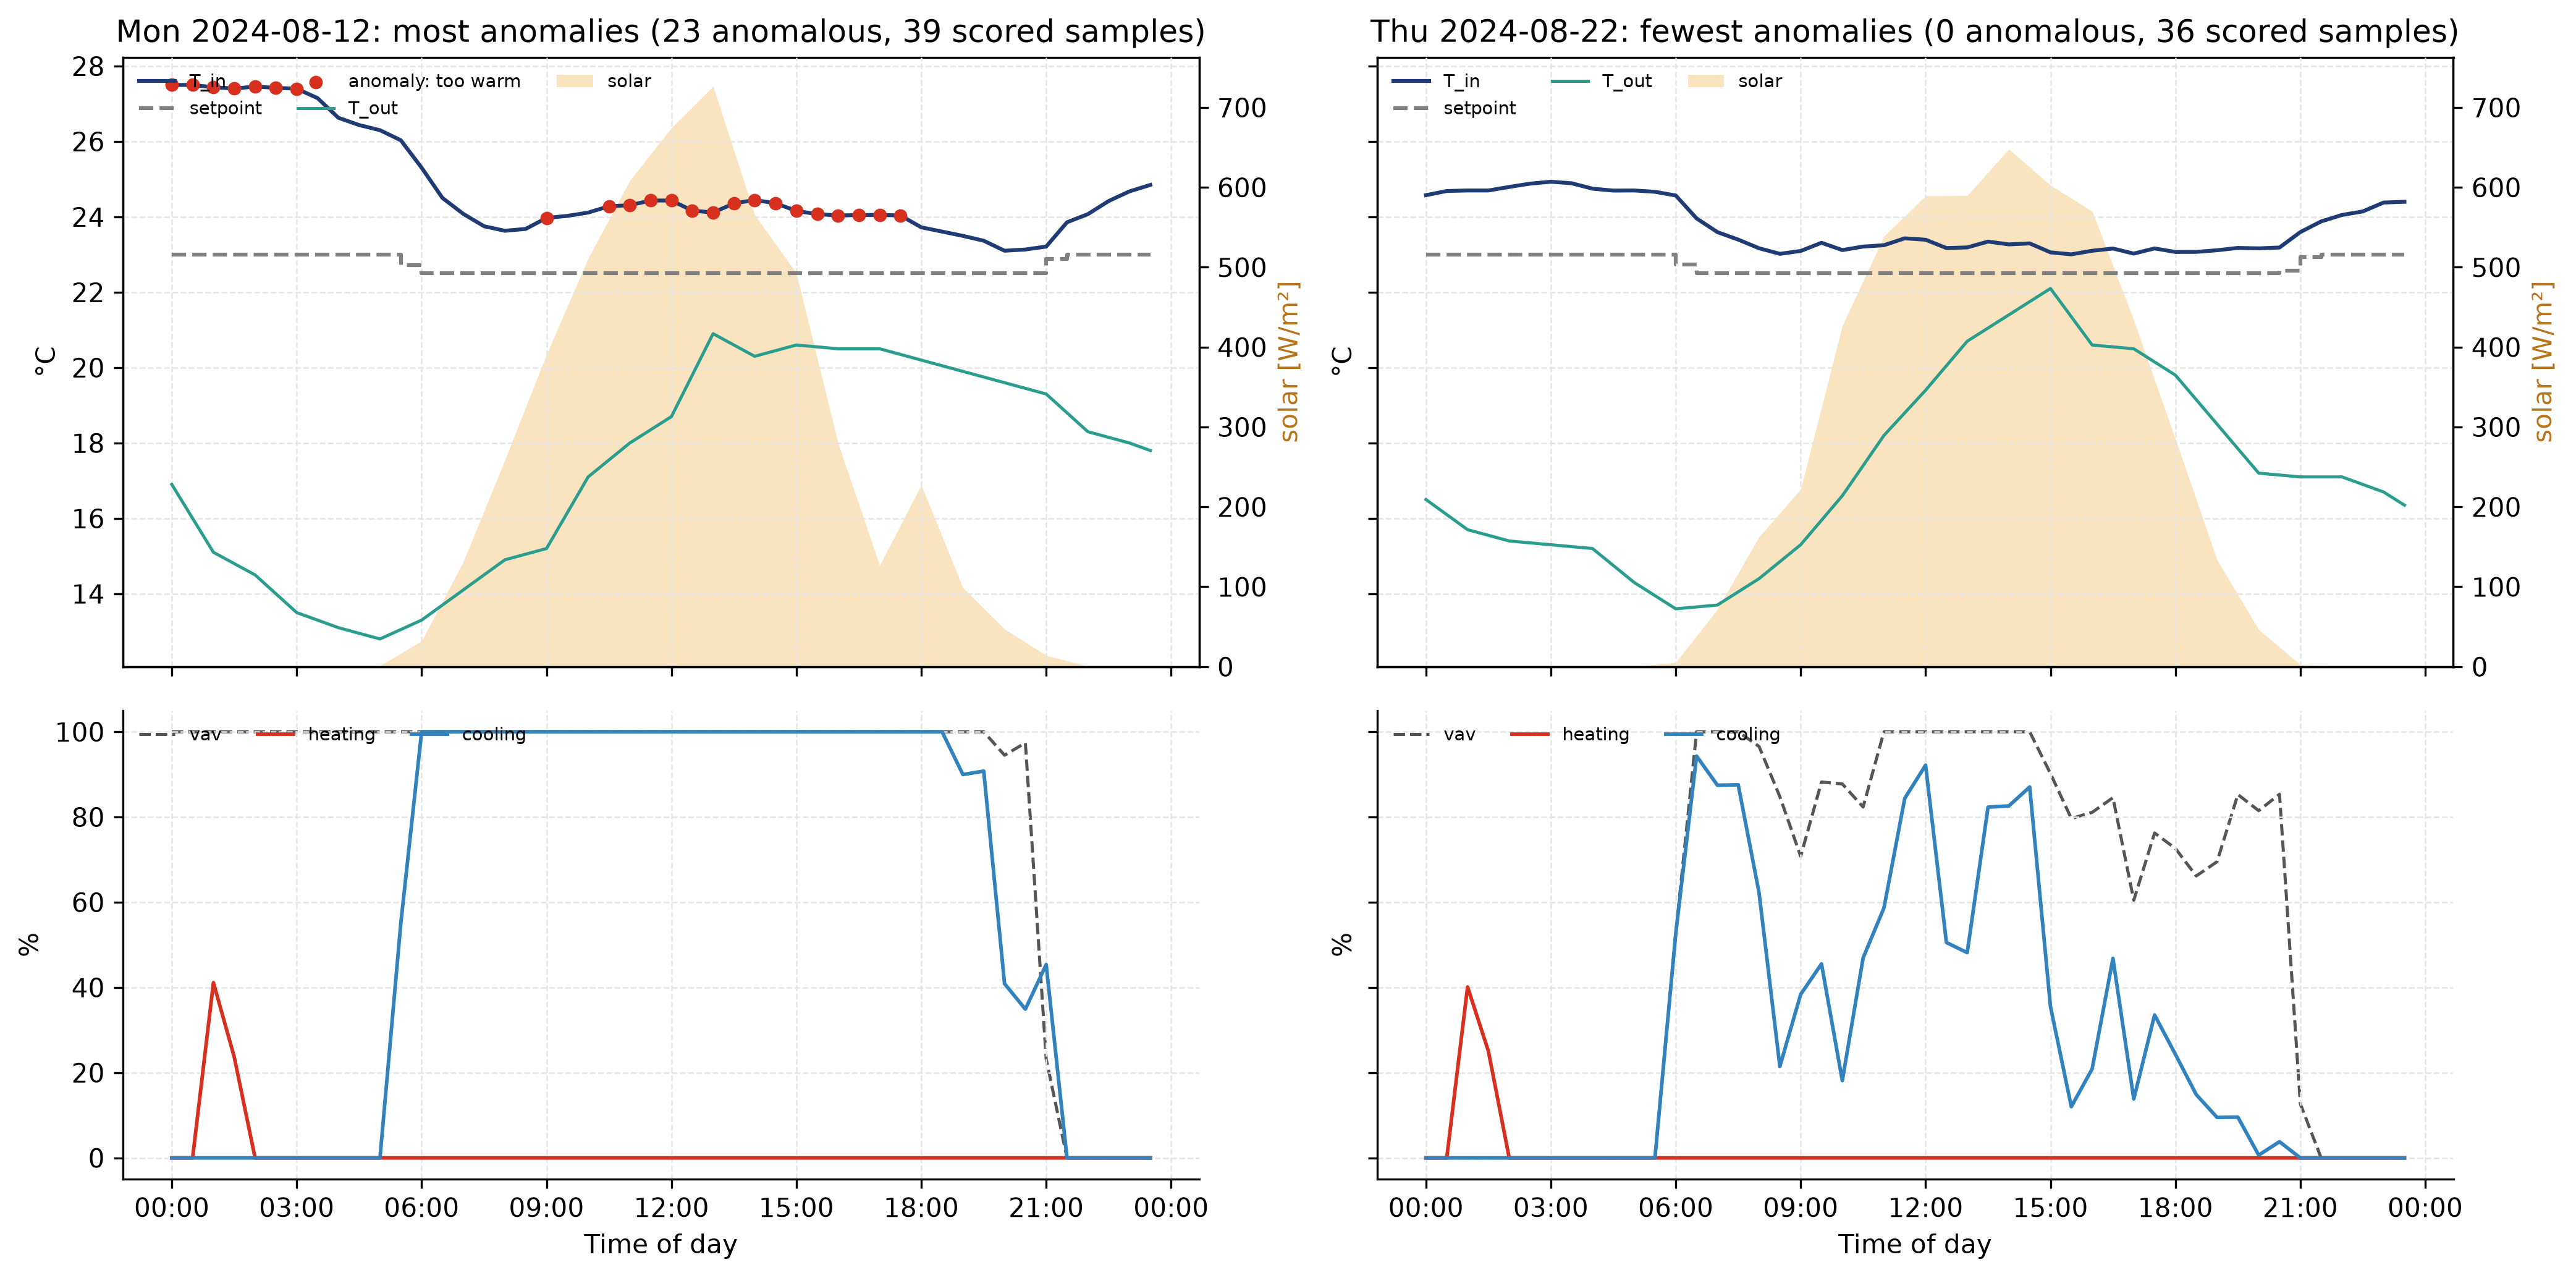 Mon 2024-08-12: most anomalies (23 anomalous, 39 scored samples)
Thu 2024-08-22: fewest anomalies (0 anomalous, 36 scored samples)
T_in
anomaly: too warm
solar
setpoint
T_out
28
26
24
22
20
18
16
14
°C
700
600
500
400
300
200
100
0
solar [W/m²]
T_in
T_out
solar
setpoint
°C
700
600
500
400
300
200
100
0
solar [W/m²]
vav
heating
cooling
100
80
60
40
20
0
%
00:00 03:00 06:00 09:00 12:00 15:00 18:00 21:00 00:00
Time of day
vav
heating
cooling
%
00:00 03:00 06:00 09:00 12:00 15:00 18:00 21:00 00:00
Time of day